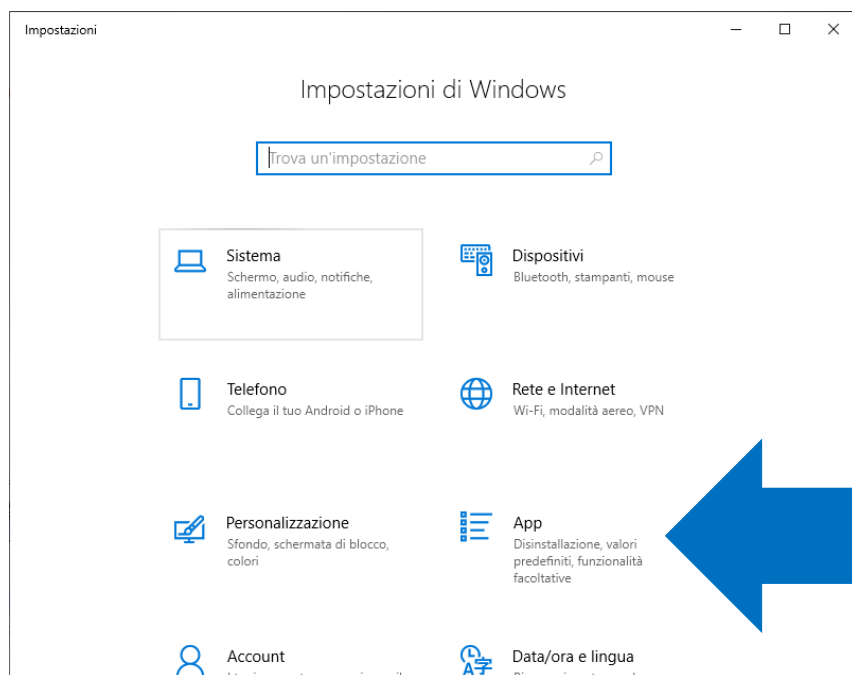 Impostazioni
Impostazioni di Windows
Trova un'impostazione
Sistema
Schermo, audio, notifiche,
alimentazione
Dispositivi
Bluetooth, stampanti, mouse
Telefono
Collega il tuo Android o iPhone
Rete e Internet
Wi-Fi, modalità aereo, VPN
Personalizzazione
Sfondo, schermata di blocco,
colori
App
Disinstallazione, valori
predefiniti, funzionalità
facoltative
Account
Data/ora e lingua